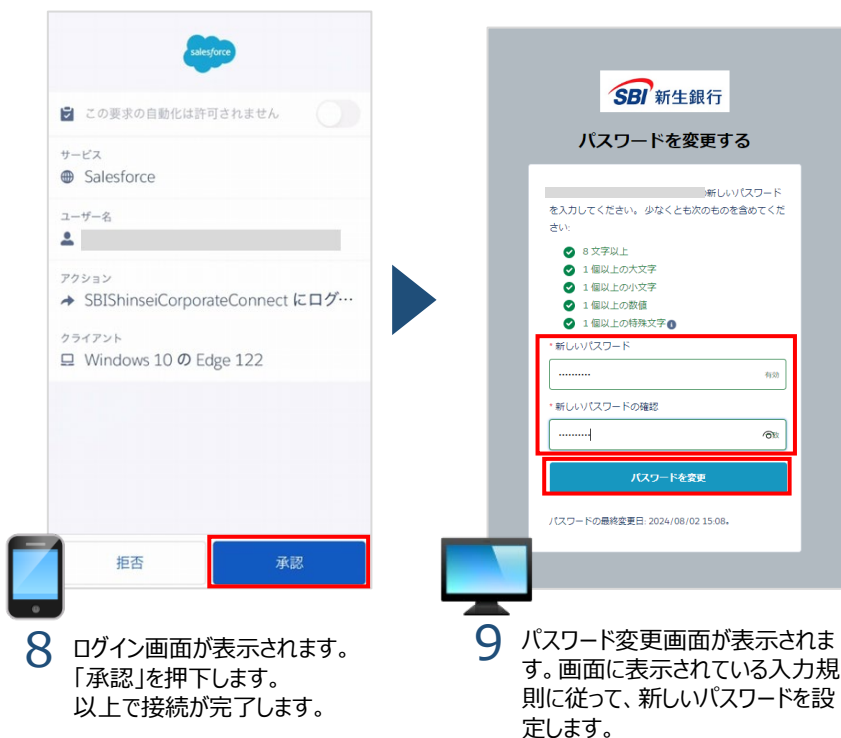 salesforce
この要求の自動化は許可されません
サービス
Salesforce
ユーザー名
アクション
SBIShinseiCorporateConnect にログ…
クライアント
Windows 10 の Edge 122
拒否
承認
8 ログイン画面が表示されます。
「承認」を押下します。
以上で接続が完了します。
SBI 新生銀行
パスワードを変更する
の新しいパスワード
を入力してください。 少なくとも次のものを含めてくだ
さい:
8 文字以上
1 個以上の大文字
1 個以上の小文字
1 個以上の数値
1 個以上の特殊文字
* 新しいパスワード
••••••••••
有効
* 新しいパスワードの確認
••••••••••
パスワードを変更
パスワードの最終変更日: 2024/08/02 15:08。
9 パスワード変更画面が表示されま
す。画面に表示されている入力規
則に従って、新しいパスワードを設
定します。